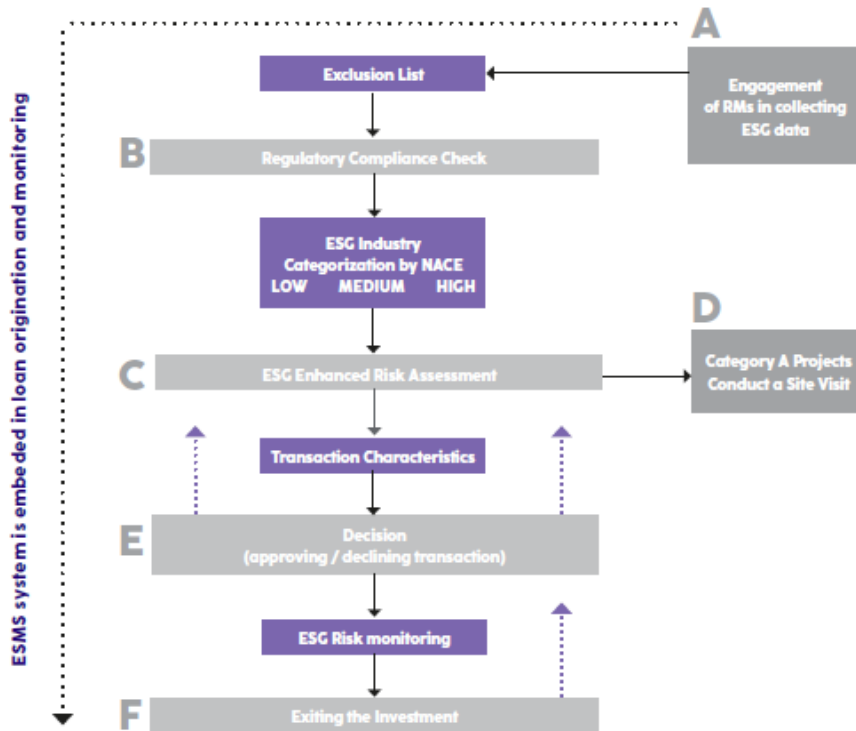 A
Engagement
of RMs in collecting
ESG data
Exclusion List
B
Regulatory Compliance Check
ESG Industry
Categorization by NACE
LOW MEDIUM HIGH
C
ESG Enhanced Risk Assessment
D
Category A Projects
Conduct a Site Visit
Transaction Characteristics
E
Decision
(approving / declining transaction)
ESG Risk monitoring
F
Exiting the Investment
ESMS system is embeded in loan origination and monitoring